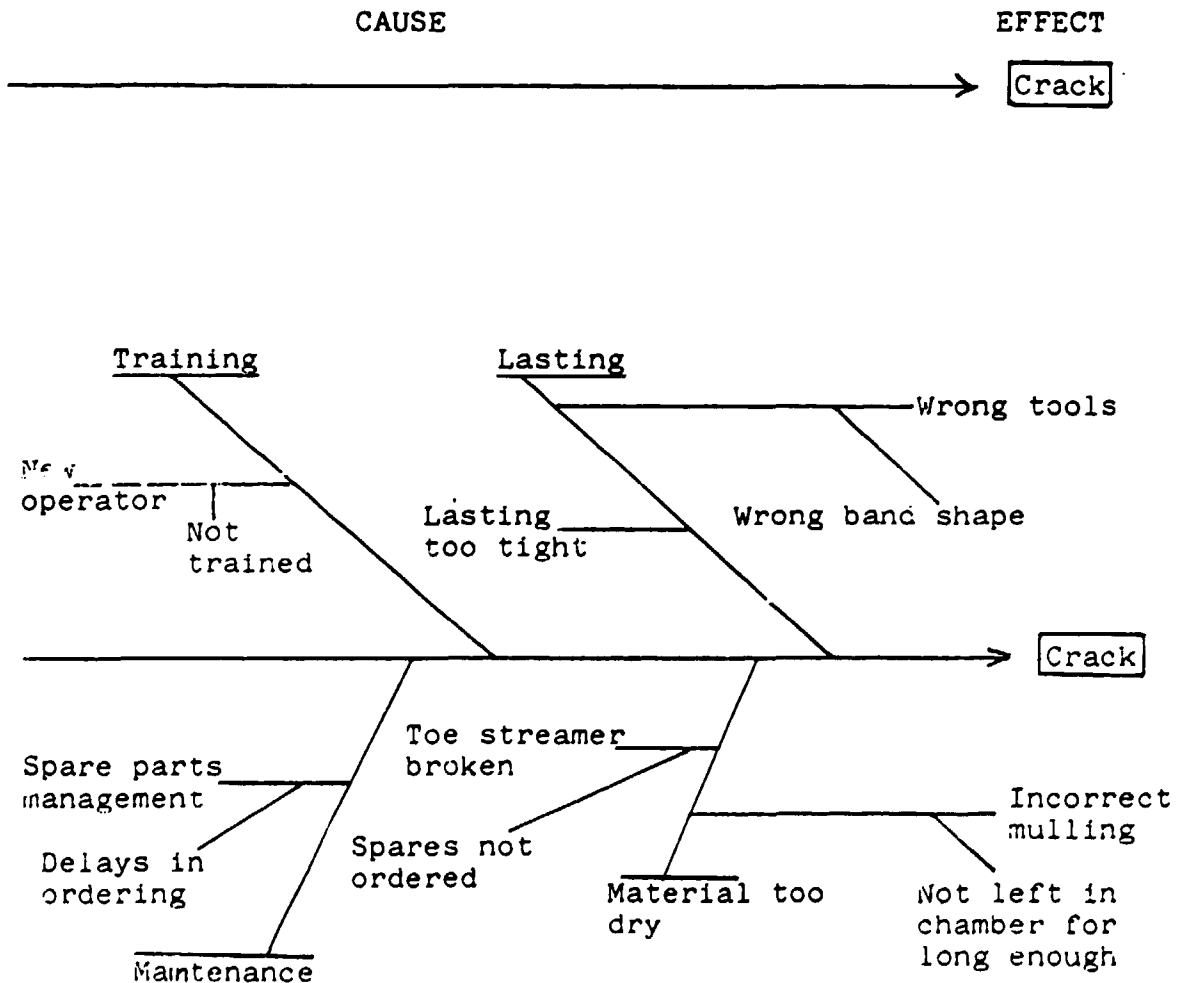 CAUSE
EFFECT
Crack
Training
Lasting
Wrong tools
New
operator
Not
trained
Lasting
too tight
Wrong band shape
Crack
Toe streamer
broken
Spare parts
management
Incorrect
mulling
Delays in
ordering
Spares not
ordered
Material too
dry
Not left in
chamber for
long enough
Maintenance